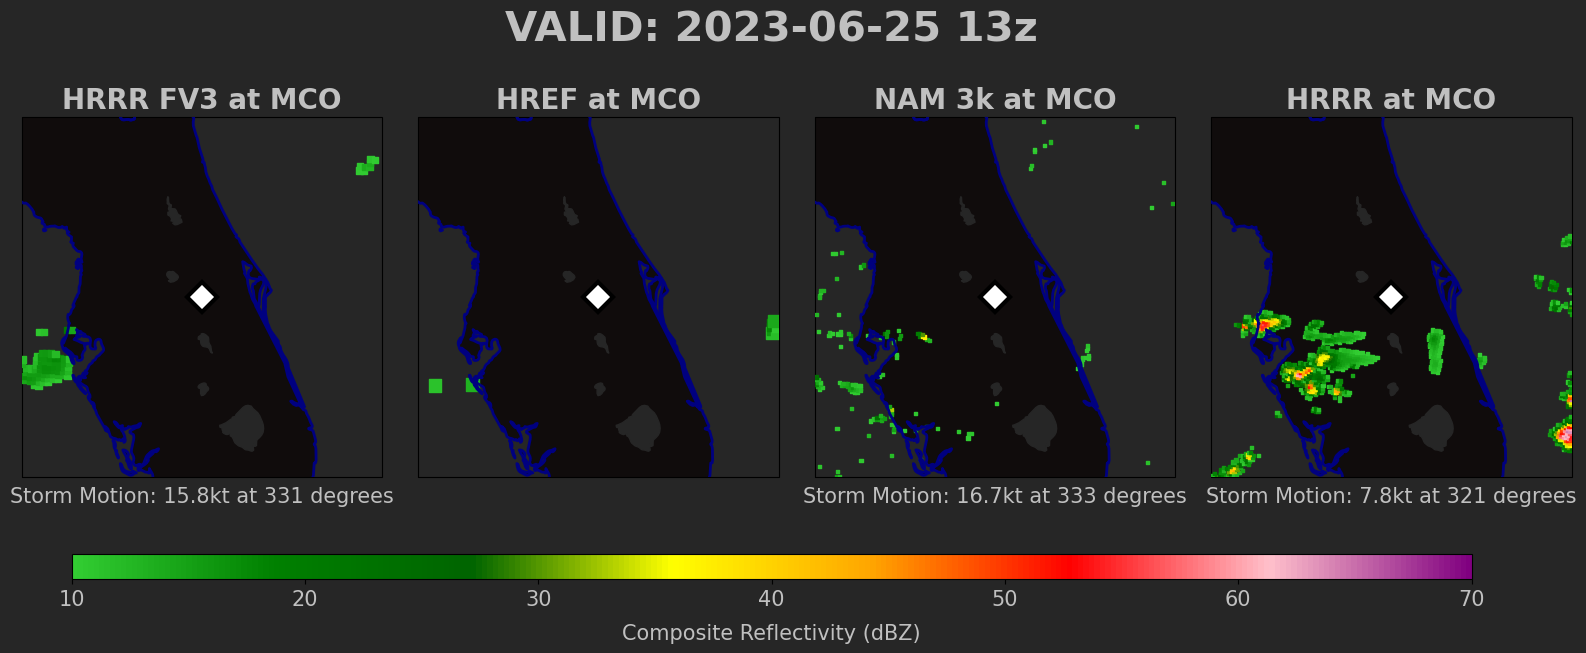 VALID: 2023-06-25 13z
HRRR FV3 at MCO
HREF at MCO
NAM 3k at MCO
HRRR at MCO
Storm Motion: 15.8kt at 331 degrees
Storm Motion: 16.7kt at 333 degrees
Storm Motion: 7.8kt at 321 degrees
10 20 30 40 50 60 70
Composite Reflectivity (dBZ)